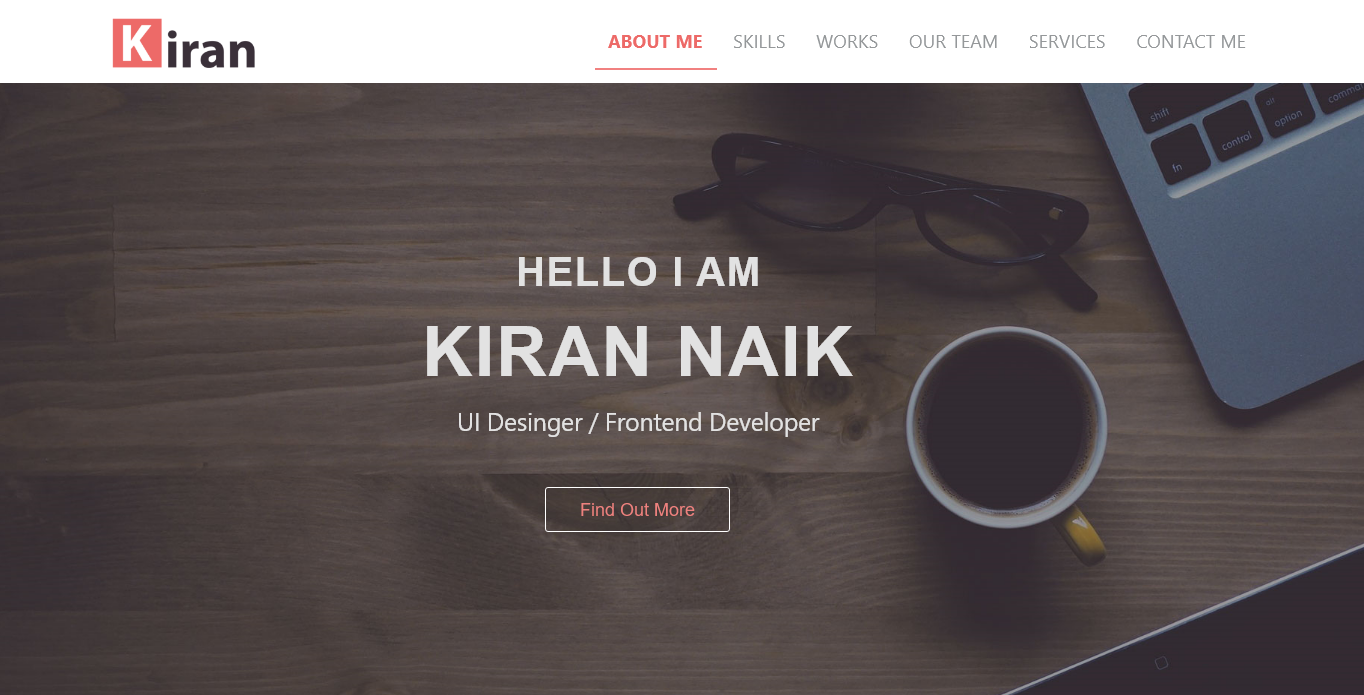 Kiran
ABOUT ME SKILLS WORKS OUR TEAM SERVICES CONTACT ME
shift
alt
option
command
control
fn
HELLO I AM
KIRAN NAIK
UI Desinger / Frontend Developer
Find Out More